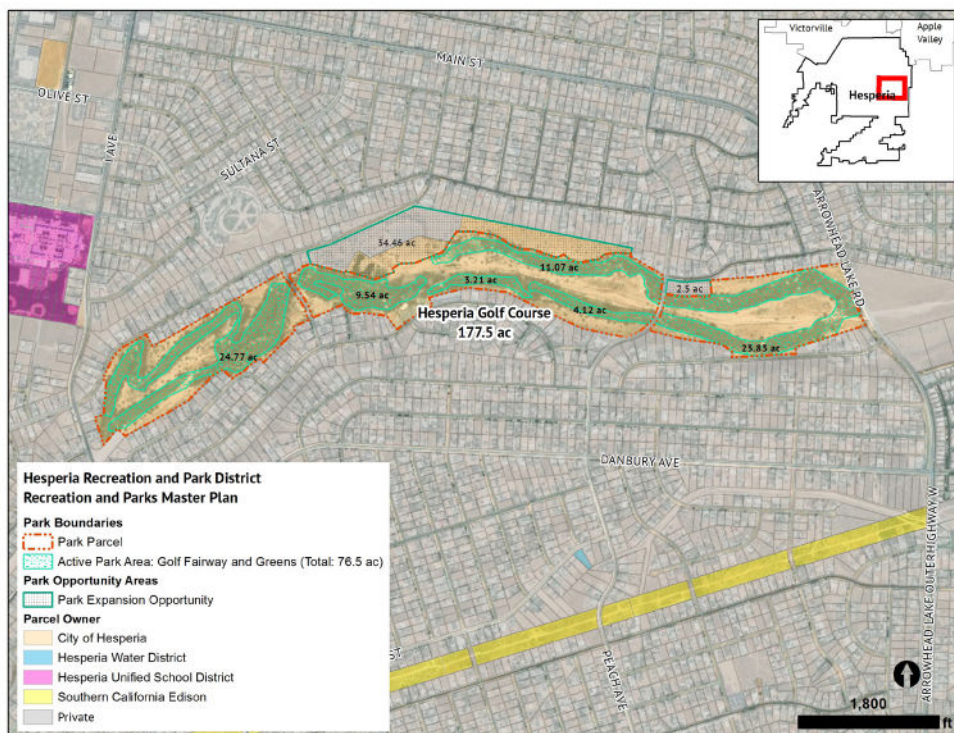 Victorville
Apple
Valley
Hesperia
MAIN ST
OLIVE ST
I AVE
SULTANA ST
ARROWHEAD LAKE RD
34.46 ac
11.07 ac
2.5 ac
9.54 ac
3.21 ac
4.12 ac
Hesperia Golf Course
177.5 ac
24.77 ac
23.85 ac
DANBURY AVE
Hesperia Recreation and Park District
Recreation and Parks Master Plan
Park Boundaries
Park Parcel
Active Park Area: Golf Fairway and Greens (Total: 76.5 ac)
Park Opportunity Areas
Park Expansion Opportunity
Parcel Owner
City of Hesperia
Hesperia Water District
Hesperia Unified School District
Southern California Edison
Private
ST
PEACH AVE
ARROWHEAD LAKE OUTERHIGHWAY W
1,800
ft